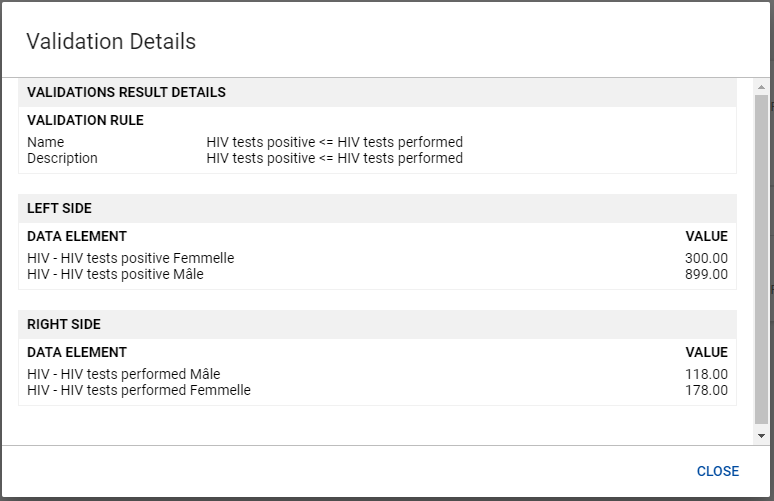 Validation Details
VALIDATIONS RESULT DETAILS
VALIDATION RULE
Name HIV tests positive <= HIV tests performed
Description HIV tests positive <= HIV tests performed
LEFT SIDE
DATA ELEMENT VALUE
HIV - HIV tests positive Femmelle 300.00
HIV - HIV tests positive Mâle 899.00
RIGHT SIDE
DATA ELEMENT VALUE
HIV - HIV tests performed Mâle 118.00
HIV - HIV tests performed Femmelle 178.00
CLOSE